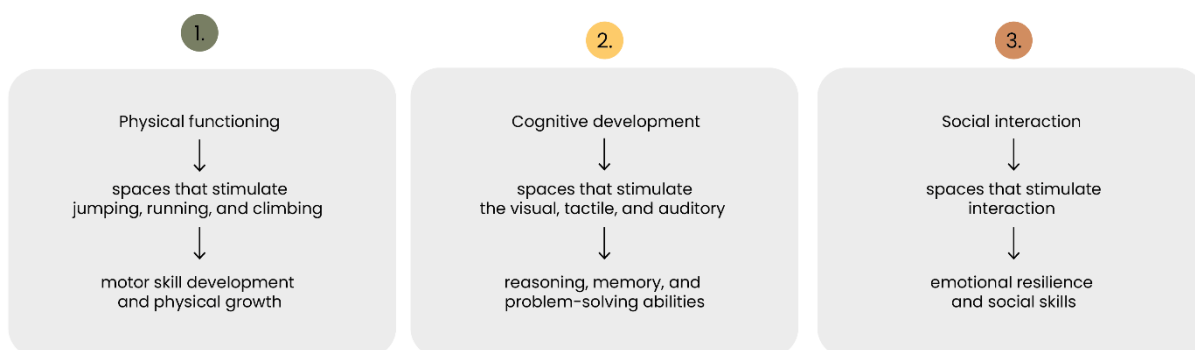 1.
Physical functioning
spaces that stimulate
jumping, running, and climbing
motor skill development
and physical growth
2.
Cognitive development
spaces that stimulate
the visual, tactile, and auditory
reasoning, memory, and
problem-solving abilities
3.
Social interaction
spaces that stimulate
interaction
emotional resilience
and social skills